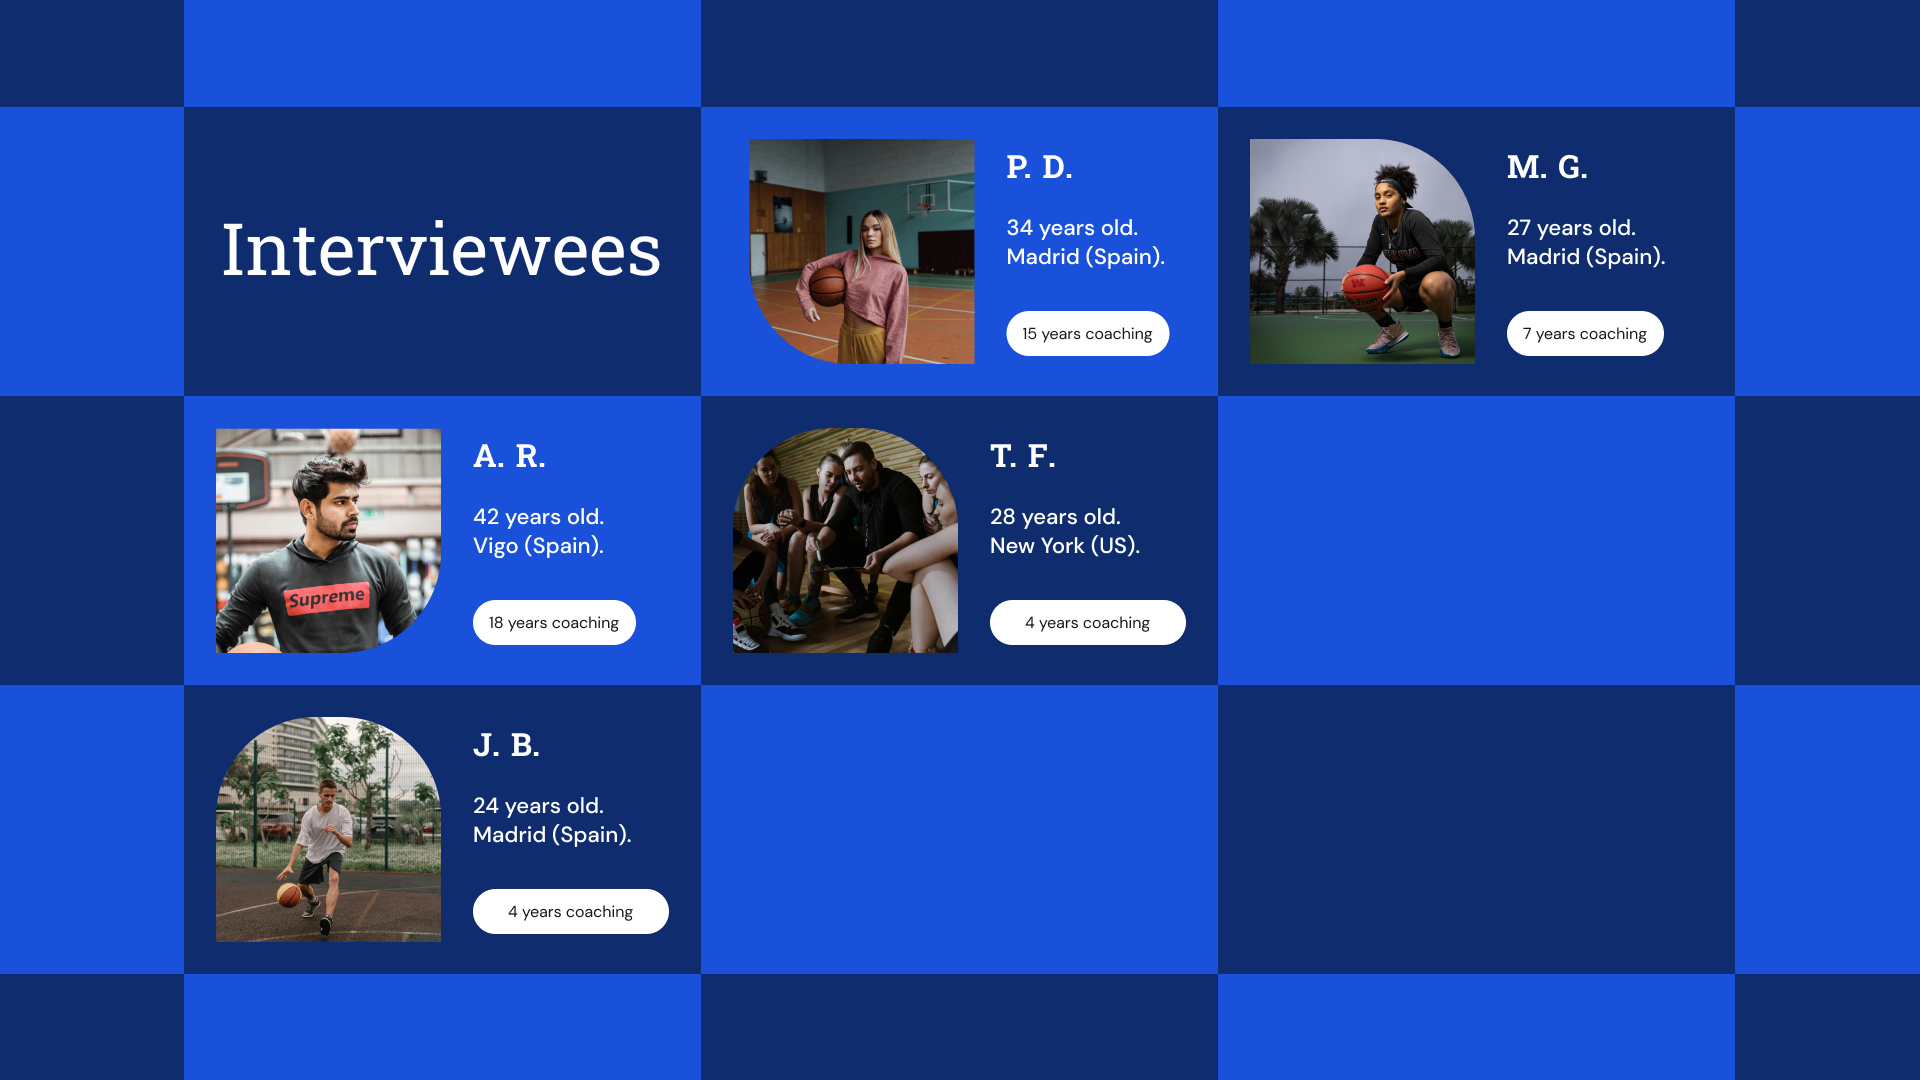 Interviewees
P. D.
34 years old.
Madrid (Spain).
15 years coaching
M. G.
27 years old.
Madrid (Spain).
7 years coaching
A. R.
42 years old.
Vigo (Spain).
18 years coaching
Supreme
T. F.
28 years old.
New York (US).
4 years coaching
J. B.
24 years old.
Madrid (Spain).
4 years coaching